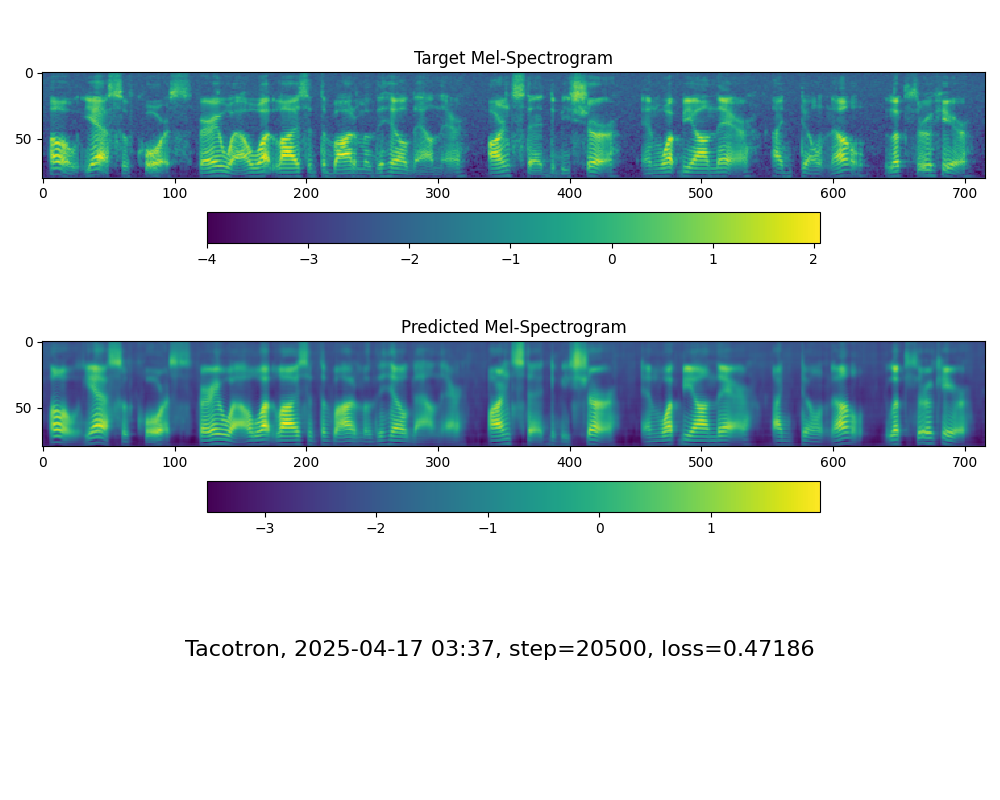 Target Mel-Spectrogram
0
50
0 100 200 300 400 500 600 700
−4 −3 −2 −1 0 1 2
Predicted Mel-Spectrogram
0
50
0 100 200 300 400 500 600 700
−3 −2 −1 0 1
Tacotron, 2025-04-17 03:37, step=20500, loss=0.47186